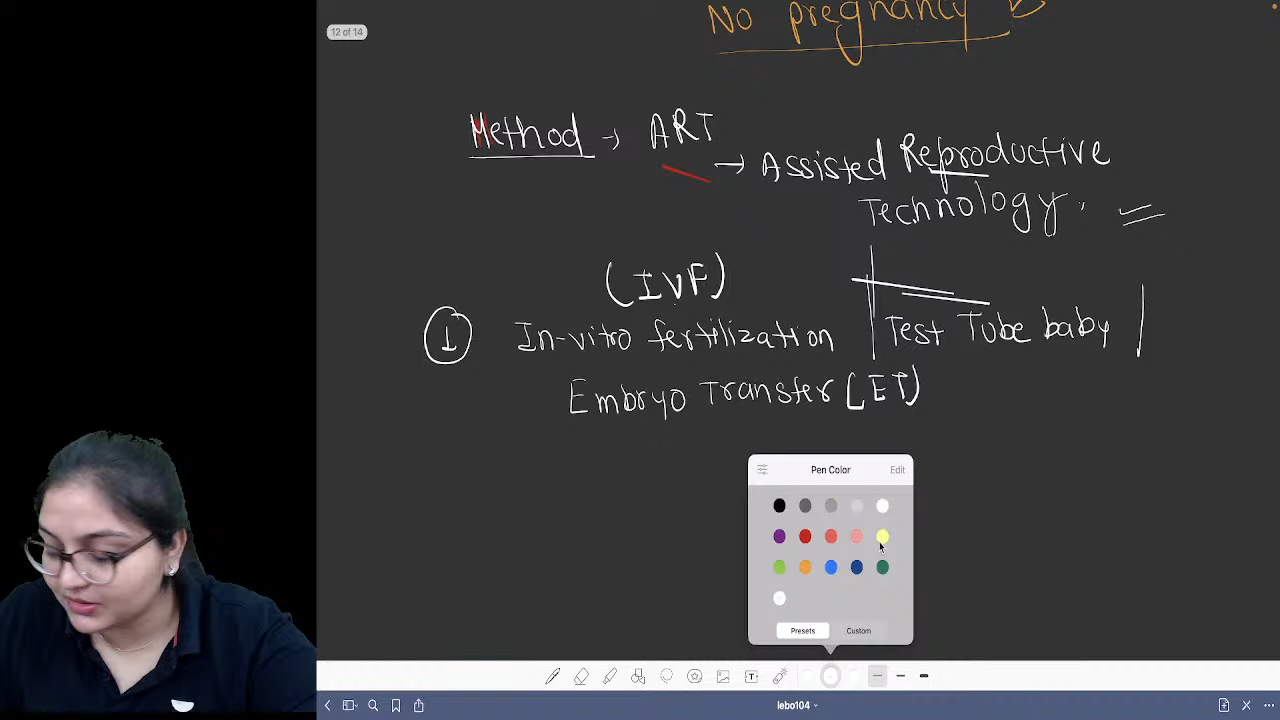 12 of 14
No pregnancy
Method → ART
→ Assisted Reproductive
Technology.
(IVF)
1 In-vitro fertilization
Test Tube baby
Embryo Transfer [ET)
Pen Color
Edit
Presets
Custom
lebo104